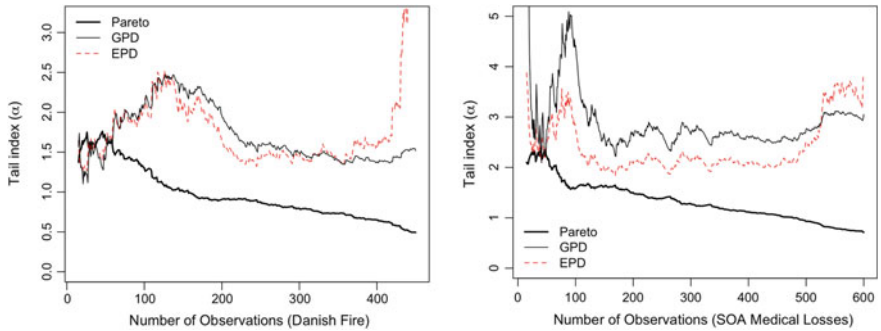 Pareto
GPD
EPD
Tail index (α)
0.0
0.5
1.0
1.5
2.0
2.5
3.0
0
100
200
300
400
Number of Observations (Danish Fire)
Pareto
GPD
EPD
Tail index (α)
0
1
2
3
4
5
0
100
200
300
400
500
600
Number of Observations (SOA Medical Losses)